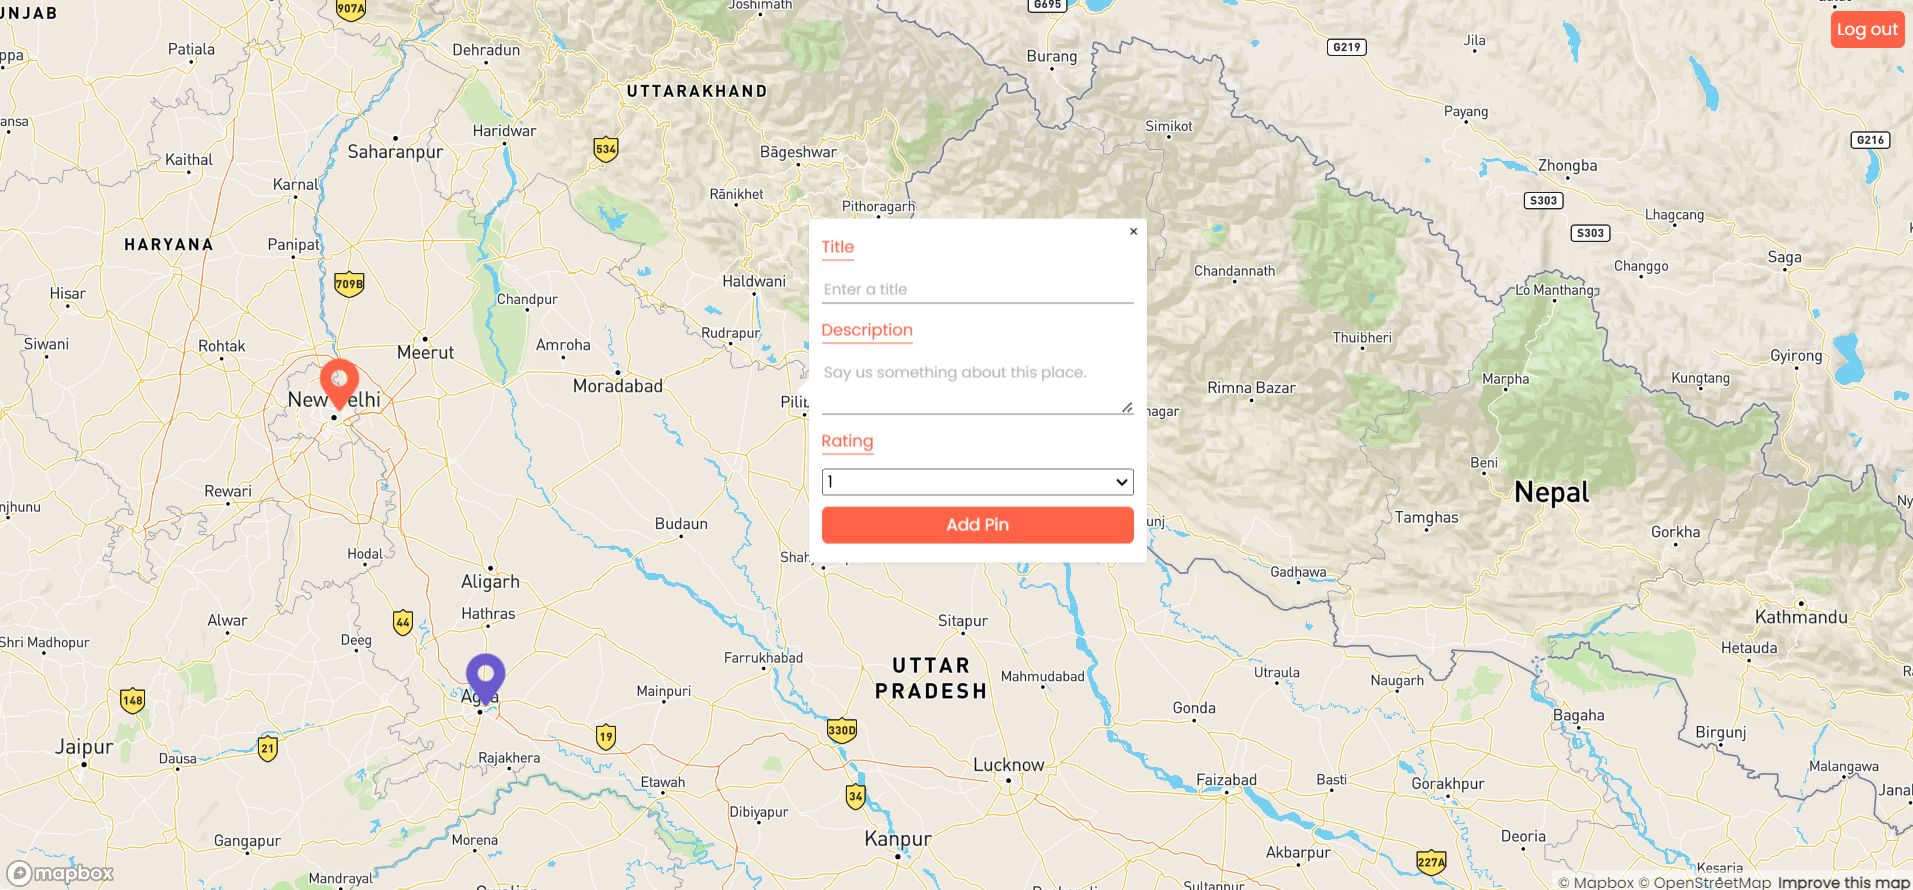 UNJAB
907A
Joshimath
G695
Log out
Patiala
Dehradun
Burang
G219
Jila
UTTARAKHAND
Payang
Haridwar
Simikot
Saharanpur
534
Bāgeshwar
G216
Kaithal
Zhongba
Karnal
Rānikhet
Pithoragarh
S303
Lhagcang
S303
HARYANA
Panipat
×
Title
Saga
Changgo
Chandannath
Haldwani
709B
Enter a title
Lo Manthang
Hisar
Chandpur
Description
Rudrapur
Thuibheri
Siwani
Rohtak
Meerut
Amroha
Gyirong
Say us something about this place.
Marpha
Kungtang
Moradabad
Rimna Bazar
Pilib
nagar
Rating
Beni
1
Rewari
Nepal
njhunu
Tamghas
Budaun
Add Pin
unj
Gorkha
Hodal
Shah
Gadhawa
Aligarh
Hathras
Alwar
44
Sitapur
Kathmandu
Shri Madhopur
Deeg
Hetauda
Farrukhabad
UTTAR
PRADESH
Mahmudabad
Utraula
Naugarh
148
Mainpuri
Gonda
Bagaha
330D
Birgunj
19
Jaipur
21
Dausa
Rajakhera
Lucknow
Malangawa
Etawah
Faizabad
Basti
Gorakhpur
34
Dibiyapur
Gangapur
Morena
Kanpur
Deoria
Akbarpur
227A
Kesaria
mapbox
Mandrayal
Sultanpur
© Mapbox © OpenStreetMap Improve this map